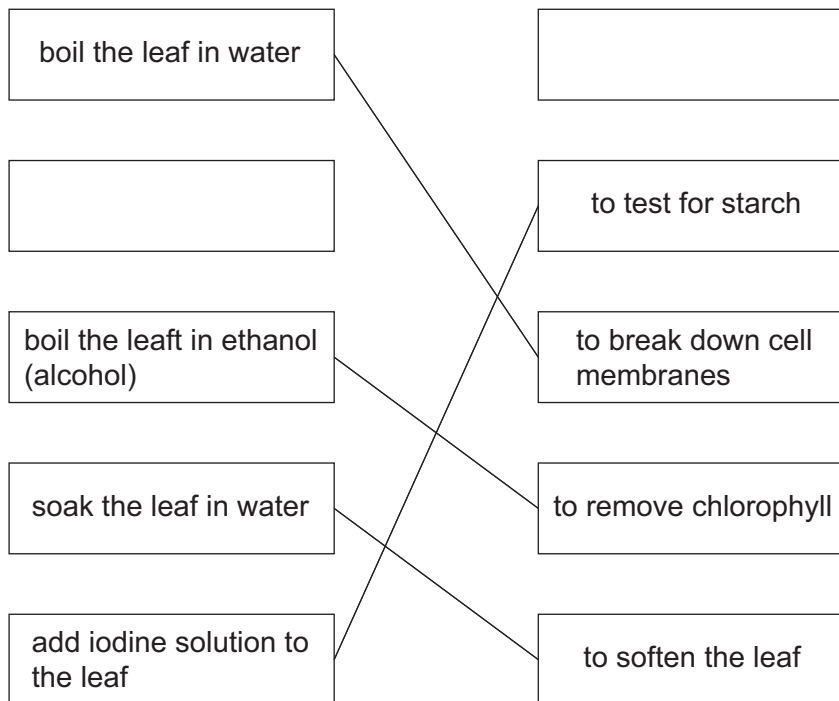 boil the leaf in water
to test for starch
boil the leaft in ethanol
(alcohol)
to break down cell
membranes
soak the leaf in water
to remove chlorophyll
add iodine solution to
the leaf
to soften the leaf